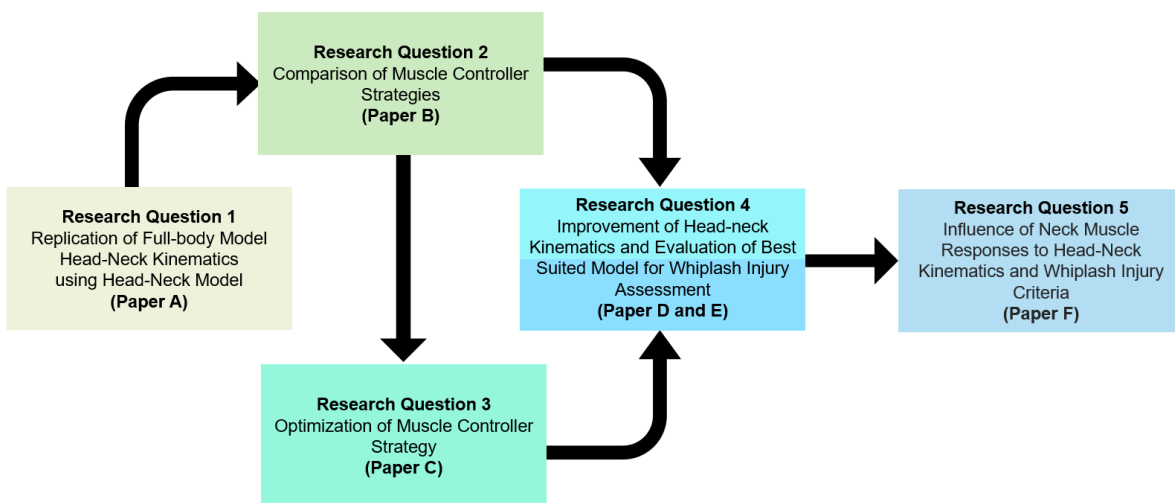 Research Question 1
Replication of Full-body Model
Head-Neck Kinematics
using Head-Neck Model
(Paper A)
Research Question 2
Comparison of Muscle Controller
Strategies
(Paper B)
Research Question 3
Optimization of Muscle Controller
Strategy
(Paper C)
Research Question 4
Improvement of Head-neck
Kinematics and Evaluation of Best
Suited Model for Whiplash Injury
Assessment
(Paper D and E)
Research Question 5
Influence of Neck Muscle
Responses to Head-Neck
Kinematics and Whiplash Injury
Criteria
(Paper F)